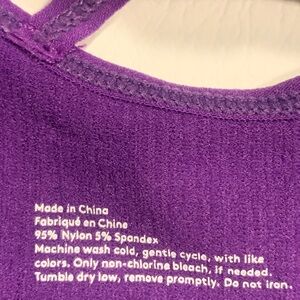 Made in China
Fabriqué en Chine
95% Nylon 5% Spandex
Machine wash cold, gentle cycle, with like
colors. Only non-chlorine bleach, if needed.
Tumble dry low, remove promptly. Do not iron.